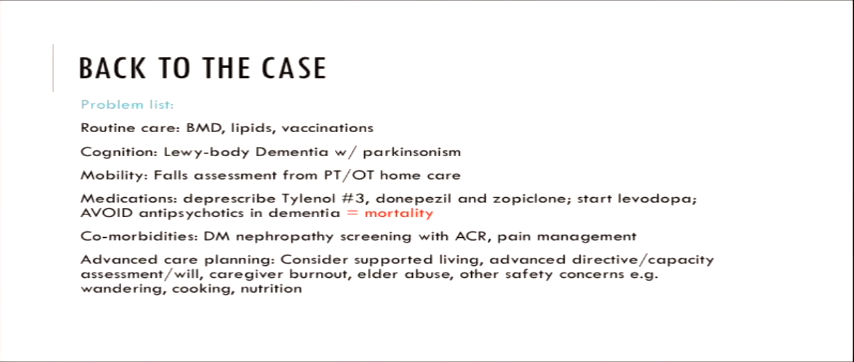 BACK TO THE CASE
Problem list:
Routine care: BMD, lipids, vaccinations
Cognition: Lewy-body Dementia w/ parkinsonism
Mobility: Falls assessment from PT/OT home care
Medications: deprescribe Tylenol #3, donepezil and zopiclone; start levodopa;
AVOID antipsychotics in dementia = mortality
Co-morbidities: DM nephropathy screening with ACR, pain management
Advanced care planning: Consider supported living, advanced directive/capacity
assessment/will, caregiver burnout, elder abuse, other safety concerns e.g.
wandering, cooking, nutrition